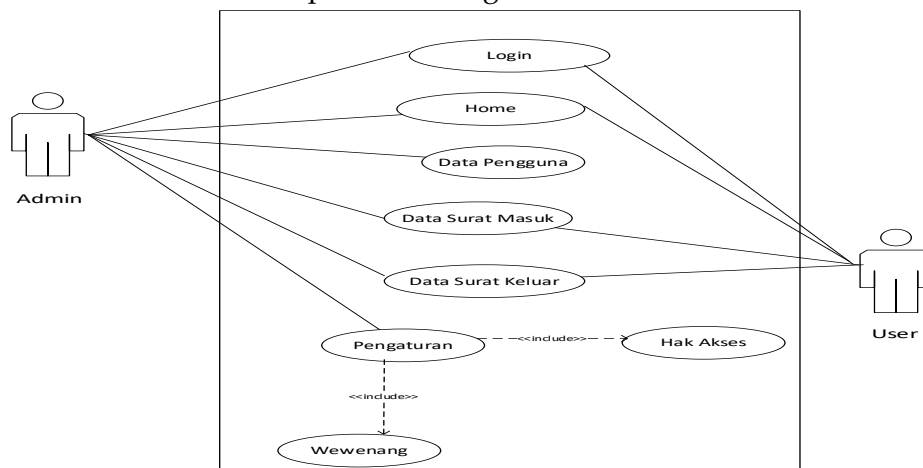 Login
Home
Data Pengguna
Admin
Data Surat Masuk
Data Surat Keluar
User
Pengaturan
<<include>>
Hak Akses
<<include>>
Wewenang